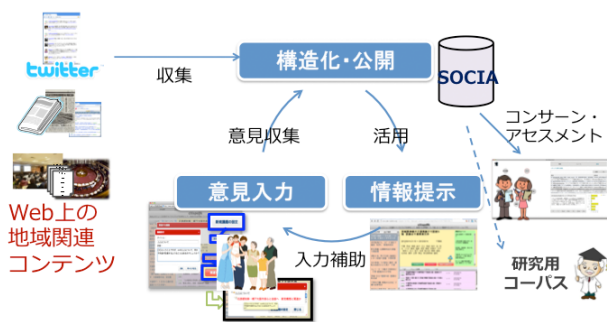 twitter
収集
構造化・公開
SOCIA
コンサーン・
アセスメント
意見収集
活用
意見入力
情報提示
Web上の
地域関連
コンテンツ
入力補助
研究用
コーパス